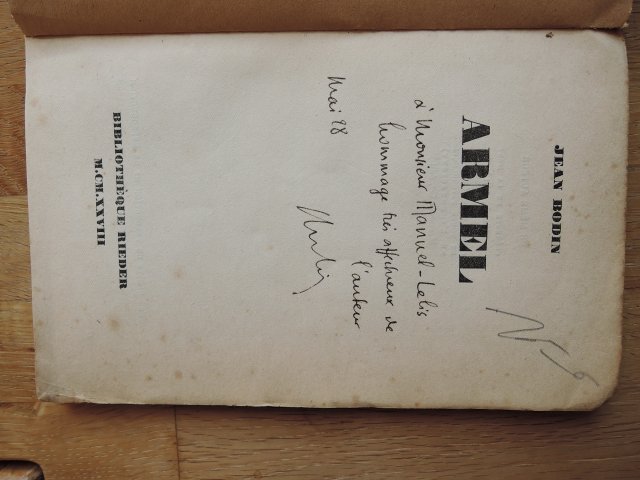 JEAN BODIN
ARMEL
à Monsieur Manuel-Lelis
hommage très affectueux de
l'auteur
Mai 28
BIBLIOTHÈQUE RIEDER
M.CM.XXVIII